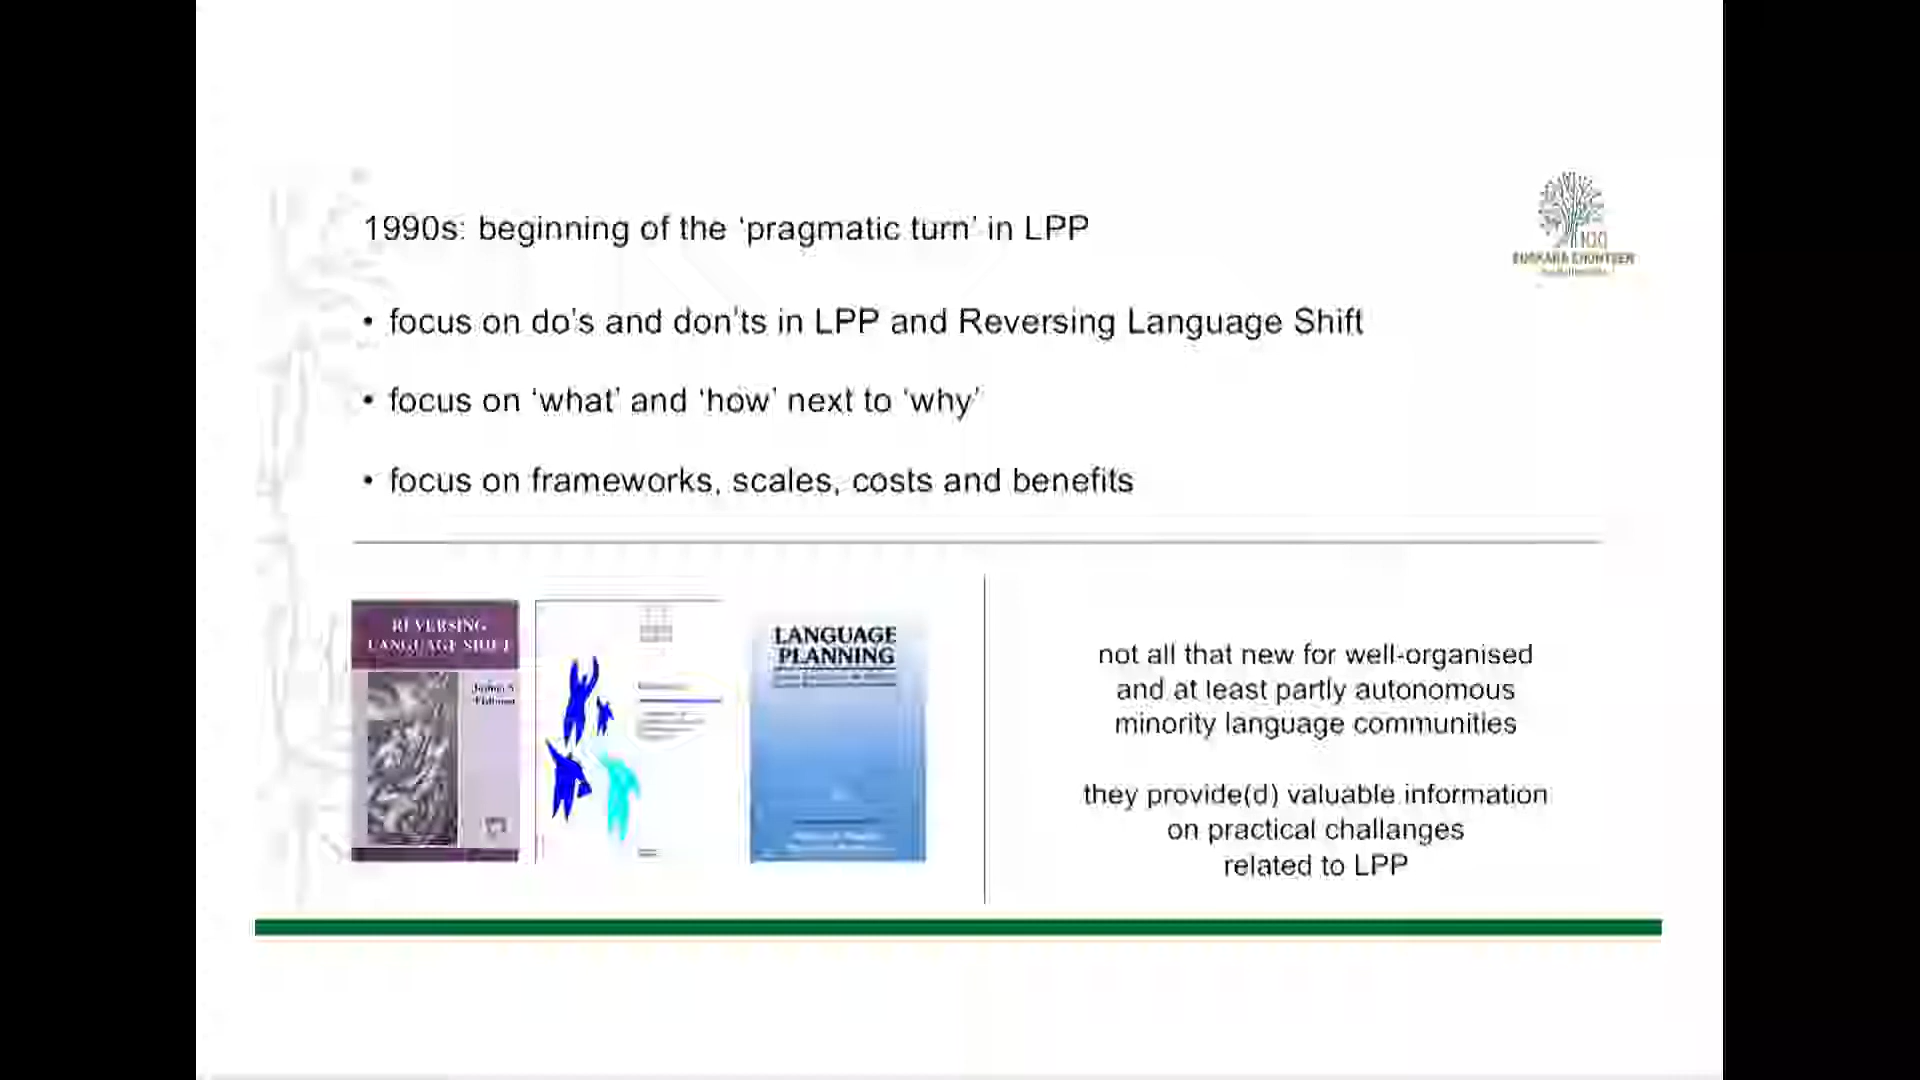 1990s: beginning of the ‘pragmatic turn’ in LPP
• focus on do’s and don’ts in LPP and Reversing Language Shift
• focus on ‘what’ and ‘how’ next to ‘why’
• focus on frameworks, scales, costs and benefits
REVERSING
LANGUAGE SHIFT
Joshua A.
Fishman
LANGUAGE
PLANNING
not all that new for well-organised
and at least partly autonomous
minority language communities
they provide(d) valuable information
on practical challanges
related to LPP